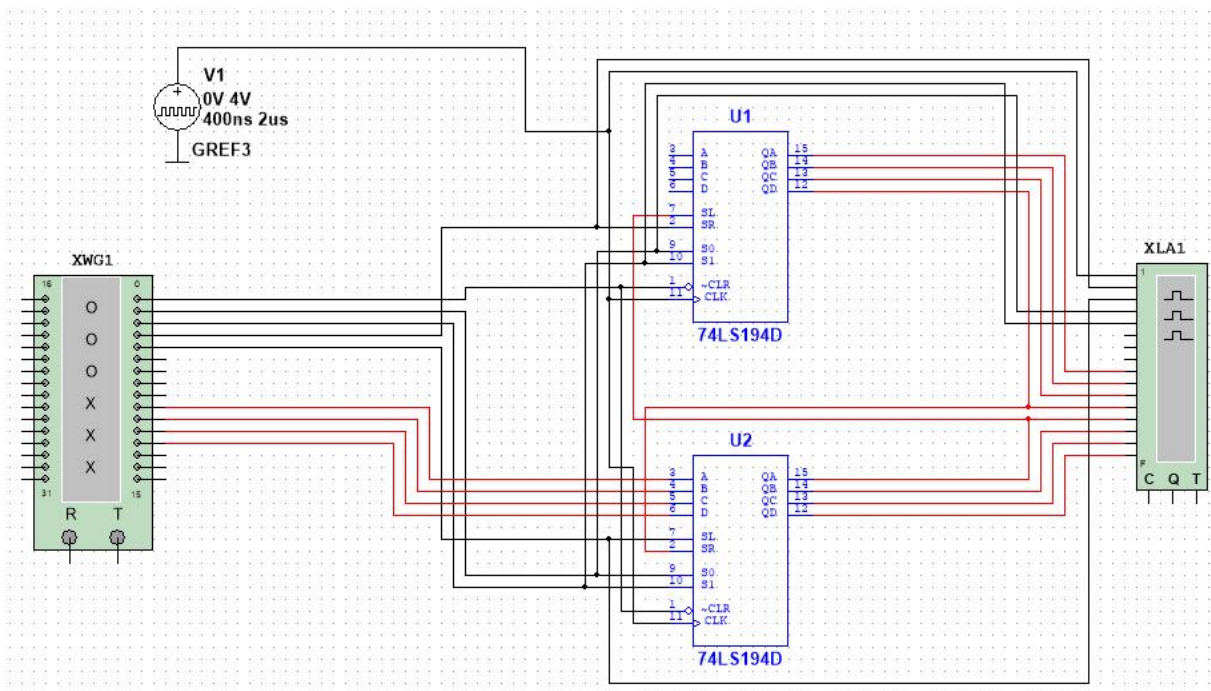 V1
0V 4V
400ns 2us
GREF3
U1
3 A QA 15
4 B QB 14
5 C QC 13
6 D QD 12
7 SL
2 SR
9 S0
10 S1
1 ~CLR
11 CLK
74LS194D
XWG1
16 0
O
O
O
X
X
X
31 15
R T
XLA1
1
F
C Q T
U2
3 A QA 15
4 B QB 14
5 C QC 13
6 D QD 12
7 SL
2 SR
9 S0
10 S1
1 ~CLR
11 CLK
74LS194D